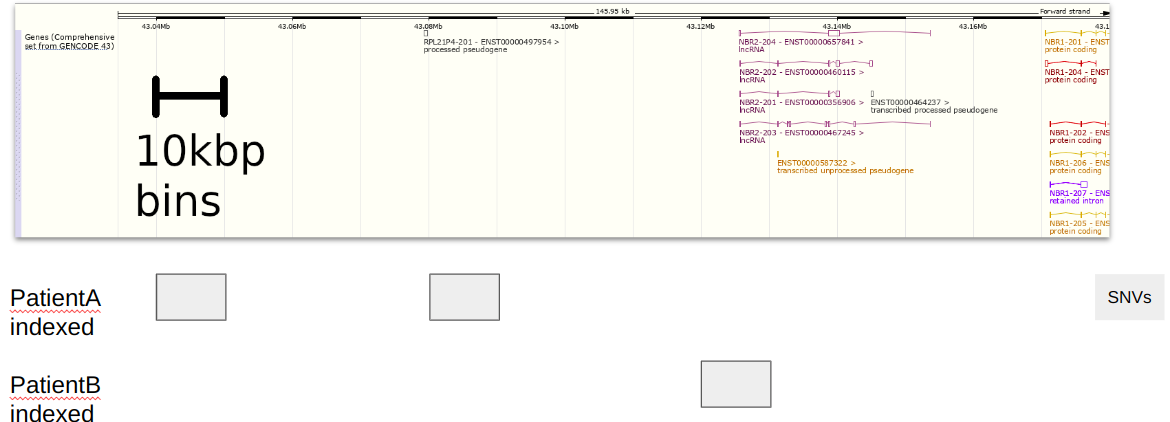 145.95 kb Forward strand
43.04Mb 43.06Mb 43.08Mb 43.10Mb 43.12Mb 43.14Mb 43.16Mb 43.1
Genes (Comprehensive
set from GENCODE 43)
RPL21P4-201 - ENST00000497954 >
processed pseudogene
NBR2-204 - ENST00000657841 >
lncRNA
NBR2-202 - ENST00000460115 >
lncRNA
NBR2-201 - ENST00000356906 >
lncRNA
ENST00000464237 >
transcribed processed pseudogene
NBR2-203 - ENST00000467245 >
lncRNA
ENST00000587322 >
transcribed unprocessed pseudogene
NBR1-201 - ENST
protein coding
NBR1-204 - ENST
protein coding
NBR1-202 - ENS
protein coding
NBR1-206 - ENS
protein coding
NBR1-207 - ENS
retained intron
NBR1-205 - ENS
protein coding
10kbp
bins
PatientA
indexed
SNVs
PatientB
indexed